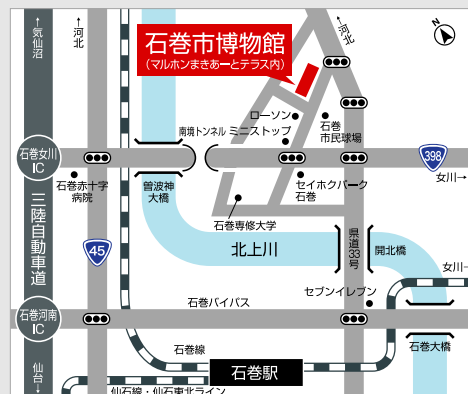 ↑気仙沼
↑河北
石巻市博物館
(マルホンまきあーとテラス内)
↑河北
N
ローソン
石巻
市民球場
南境トンネル
ミニストップ
石巻女川
IC
398
女川→
石巻赤十字
病院
曽波神
大橋
セイホクパーク
石巻
石巻専修大学
三陸自動車道
45
北上川
県道33号
開北橋
女川→
セブンイレブン
石巻河南
IC
石巻バイパス
石巻線
石巻大橋
石巻駅
仙台↓
仙石線・仙石東北ライン